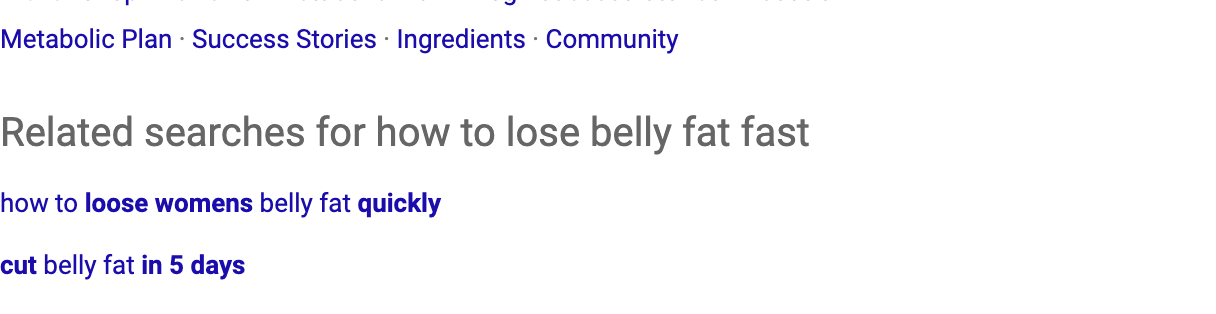 Metabolic Plan · Success Stories · Ingredients · Community
Related searches for how to lose belly fat fast
how to loose womens belly fat quickly
cut belly fat in 5 days